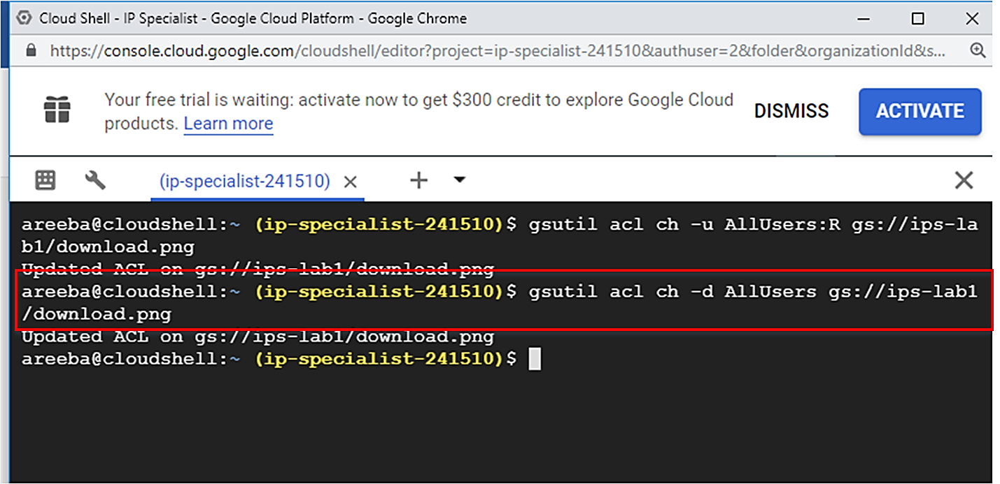 Cloud Shell - IP Specialist - Google Cloud Platform - Google Chrome
https://console.cloud.google.com/cloudshell/editor?project=ip-specialist-241510&authuser=2&folder&organizationId&s...
Your free trial is waiting: activate now to get $300 credit to explore Google Cloud
products. Learn more
DISMISS
ACTIVATE
(ip-specialist-241510)
areeba@cloudshell:~ (ip-specialist-241510)$ gsutil acl ch -u AllUsers:R gs://ips-la
b1/download.png
Updated ACL on gs://ips-lab1/download.png
areeba@cloudshell:~ (ip-specialist-241510)$ gsutil acl ch -d AllUsers gs://ips-lab1
/download.png
Updated ACL on gs://ips-lab1/download.png
areeba@cloudshell:~ (ip-specialist-241510)$